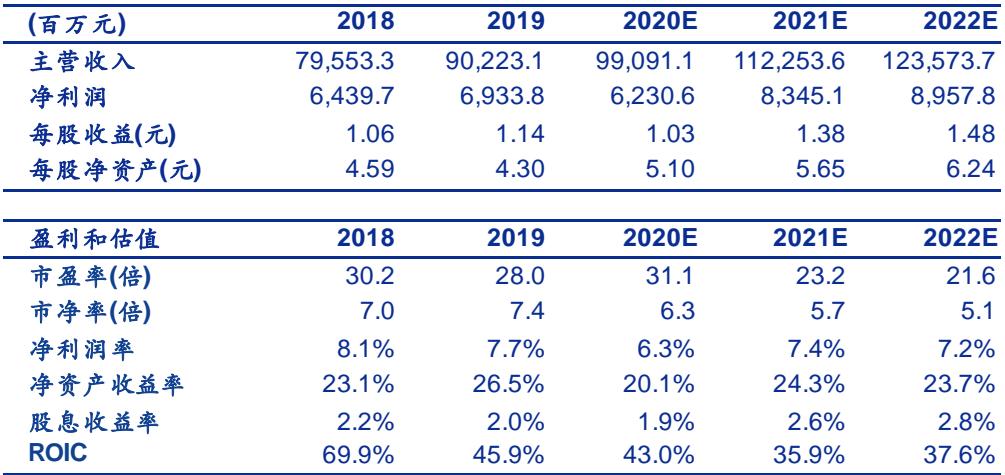 (百万元) 2018 2019 2020E 2021E 2022E
主营收入 79,553.3 90,223.1 99,091.1 112,253.6 123,573.7
净利润 6,439.7 6,933.8 6,230.6 8,345.1 8,957.8
每股收益(元) 1.06 1.14 1.03 1.38 1.48
每股净资产(元) 4.59 4.30 5.10 5.65 6.24
盈利和估值 2018 2019 2020E 2021E 2022E
市盈率(倍) 30.2 28.0 31.1 23.2 21.6
市净率(倍) 7.0 7.4 6.3 5.7 5.1
净利润率 8.1% 7.7% 6.3% 7.4% 7.2%
净资产收益率 23.1% 26.5% 20.1% 24.3% 23.7%
股息收益率 2.2% 2.0% 1.9% 2.6% 2.8%
ROIC 69.9% 45.9% 43.0% 35.9% 37.6%